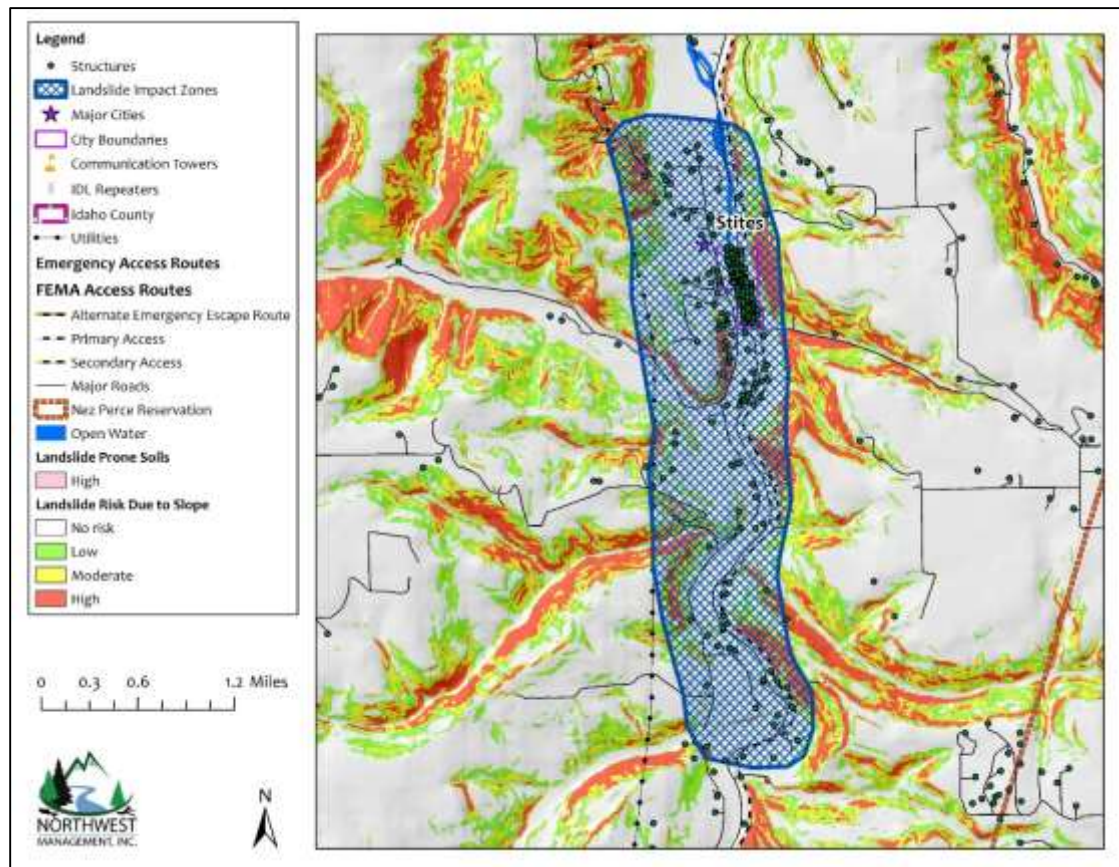 Legend
Structures
Landslide Impact Zones
Major Cities
City Boundaries
Communication Towers
IDL Repeaters
Idaho County
Utilities
Emergency Access Routes
FEMA Access Routes
Alternate Emergency Escape Route
Primary Access
Secondary Access
Major Roads
Nez Perce Reservation
Open Water
Landslide Prone Soils
High
Landslide Risk Due to Slope
No risk
Low
Moderate
High
0 0.3 0.6 1.2 Miles
NORTHWEST
MANAGEMENT, INC.
N
Stites